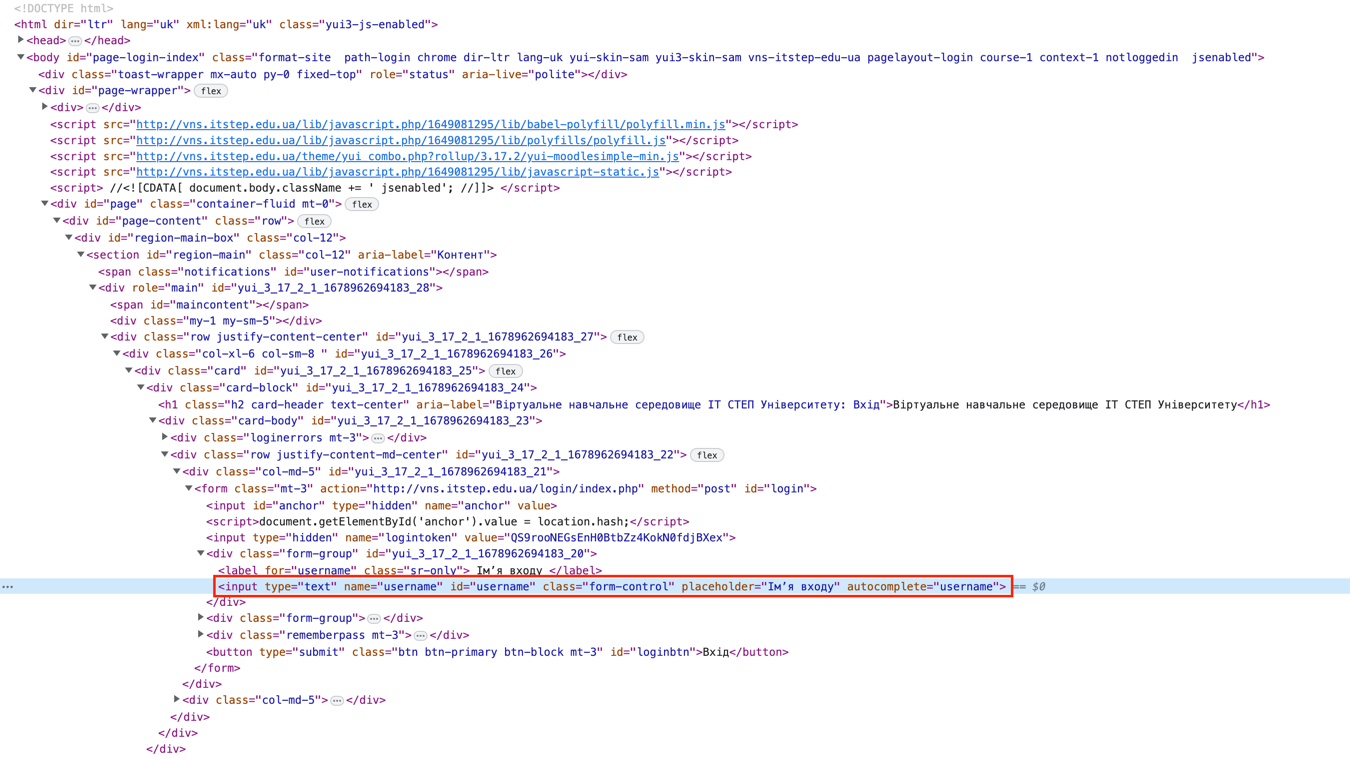 <!DOCTYPE html>
<html dir="ltr" lang="uk" xml:lang="uk" class="yui3-js-enabled">
<head> ••• </head>
<body id="page-login-index" class="format-site  path-login chrome dir-ltr lang-uk yui-skin-sam yui3-skin-sam vns-itstep-edu-ua pagelayout-login course-1 context-1 notloggedin  jsenabled">
<div class="toast-wrapper mx-auto py-0 fixed-top" role="status" aria-live="polite"></div>
<div id="page-wrapper"> flex
<div> ••• </div>
<script src="http://vns.itstep.edu.ua/lib/javascript.php/1649081295/lib/babel-polyfill/polyfill.min.js"></script>
<script src="http://vns.itstep.edu.ua/lib/javascript.php/1649081295/lib/polyfills/polyfill.js"></script>
<script src="http://vns.itstep.edu.ua/theme/yui_combo.php?rollup/3.17.2/yui-moodlesimple-min.js"></script>
<script src="http://vns.itstep.edu.ua/lib/javascript.php/1649081295/lib/javascript-static.js"></script>
<script> //<![CDATA[ document.body.className += ' jsenabled'; //]]> </script>
<div id="page" class="container-fluid mt-0"> flex
<div id="page-content" class="row"> flex
<div id="region-main-box" class="col-12">
<section id="region-main" class="col-12" aria-label="Контент">
<span class="notifications" id="user-notifications"></span>
<div role="main" id="yui_3_17_2_1_1678962694183_28">
<span id="maincontent"></span>
<div class="my-1 my-sm-5"></div>
<div class="row justify-content-center" id="yui_3_17_2_1_1678962694183_27"> flex
<div class="col-xl-6 col-sm-8 " id="yui_3_17_2_1_1678962694183_26">
<div class="card" id="yui_3_17_2_1_1678962694183_25"> flex
<div class="card-block" id="yui_3_17_2_1_1678962694183_24">
<h1 class="h2 card-header text-center" aria-label="Віртуальне навчальне середовище ІТ СТЕП Університету: Вхід">Віртуальне навчальне середовище ІТ СТЕП Університету</h1>
<div class="card-body" id="yui_3_17_2_1_1678962694183_23">
<div class="loginerrors mt-3"> ••• </div>
<div class="row justify-content-md-center" id="yui_3_17_2_1_1678962694183_22"> flex
<div class="col-md-5" id="yui_3_17_2_1_1678962694183_21">
<form class="mt-3" action="http://vns.itstep.edu.ua/login/index.php" method="post" id="login">
<input id="anchor" type="hidden" name="anchor" value>
<script>document.getElementById('anchor').value = location.hash;</script>
<input type="hidden" name="logintoken" value="QS9rooNEGsEnH0BtbZz4KokN0fdjBXex">
<div class="form-group" id="yui_3_17_2_1_1678962694183_20">
<label for="username" class="sr-only"> Ім’я входу </label>
••• <input type="text" name="username" id="username" class="form-control" placeholder="Ім’я входу" autocomplete="username"> == $0
</div>
<div class="form-group"> ••• </div>
<div class="rememberpass mt-3"> ••• </div>
<button type="submit" class="btn btn-primary btn-block mt-3" id="loginbtn">Вхід</button>
</form>
</div>
<div class="col-md-5"> ••• </div>
</div>
</div>
</div>